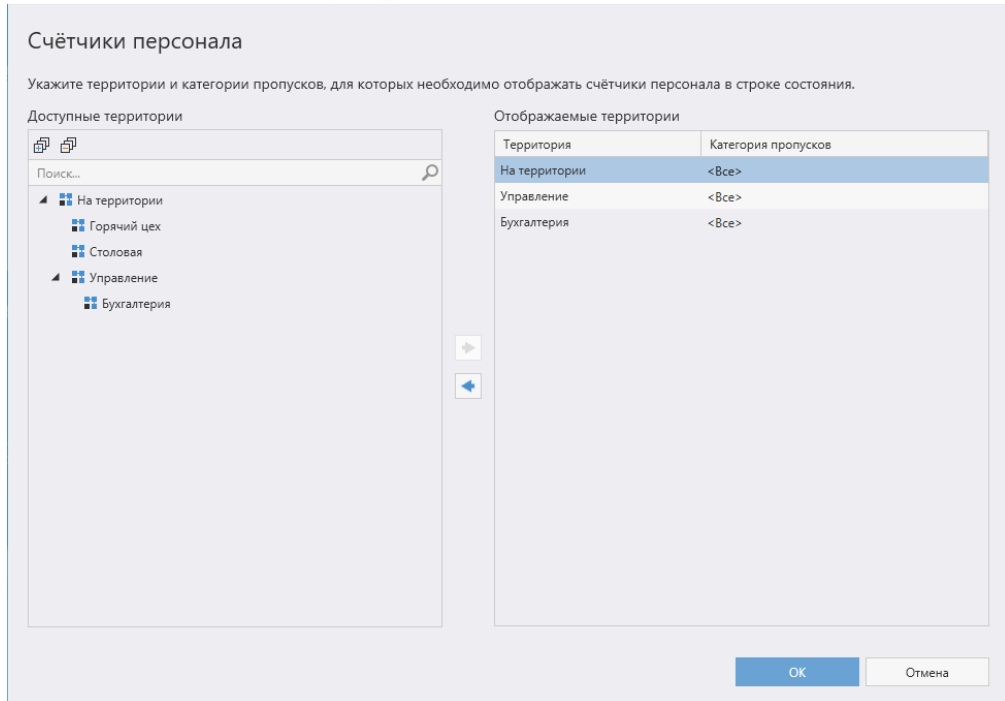 Счётчики персонала
Укажите территории и категории пропусков, для которых необходимо отображать счётчики персонала в строке состояния.
Доступные территории
Поиск...
На территории
Горячий цех
Столовая
Управление
Бухгалтерия
Отображаемые территории
Территория Категория пропусков
На территории <Все>
Управление <Все>
Бухгалтерия <Все>
ОК Отмена